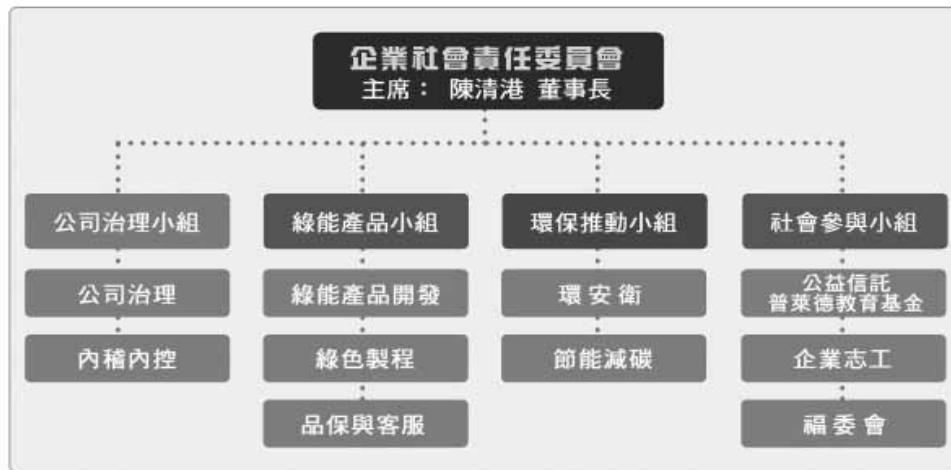 企業社會責任委員會
主席： 陳清港 董事長
公司治理小組
公司治理
內稽內控
綠能產品小組
綠能產品開發
綠色製程
品保與客服
環保推動小組
環安衛
節能減碳
社會參與小組
公益信託
普萊德教育基金
企業志工
福委會